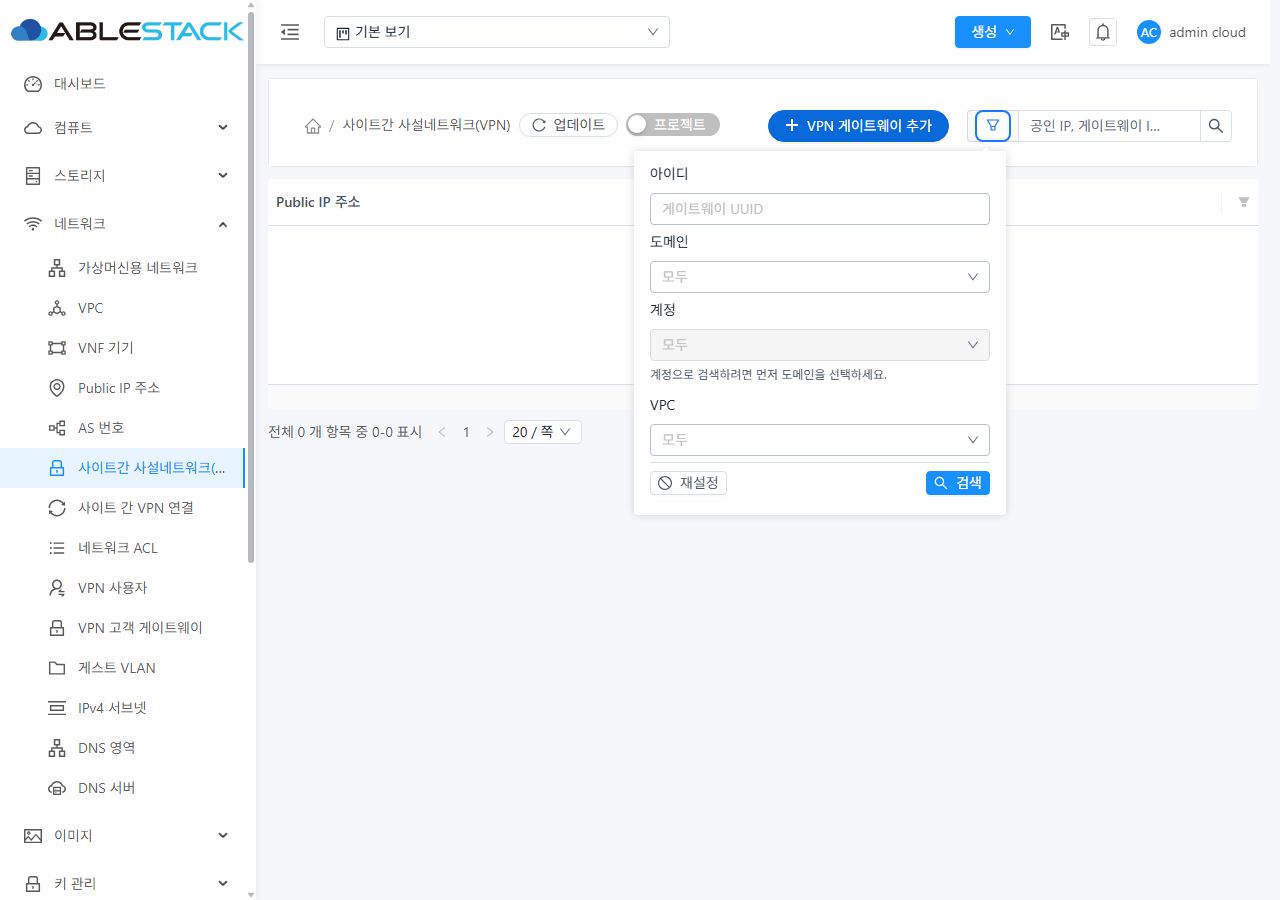 ABLESTACK
기본 보기
생성
AC
admin cloud
대시보드
컴퓨트
스토리지
네트워크
가상머신용 네트워크
VPC
VNF 기기
Public IP 주소
AS 번호
사이트간 사설네트워크(...
사이트 간 VPN 연결
네트워크 ACL
VPN 사용자
VPN 고객 게이트웨이
게스트 VLAN
IPv4 서브넷
DNS 영역
DNS 서버
이미지
키 관리
/ 사이트간 사설네트워크(VPN)
업데이트
프로젝트
VPN 게이트웨이 추가
공인 IP, 게이트웨이 I...
Public IP 주소
전체 0 개 항목 중 0-0 표시
1
20 / 쪽
아이디
게이트웨이 UUID
도메인
모두
계정
모두
계정으로 검색하려면 먼저 도메인을 선택하세요.
VPC
모두
재설정
검색